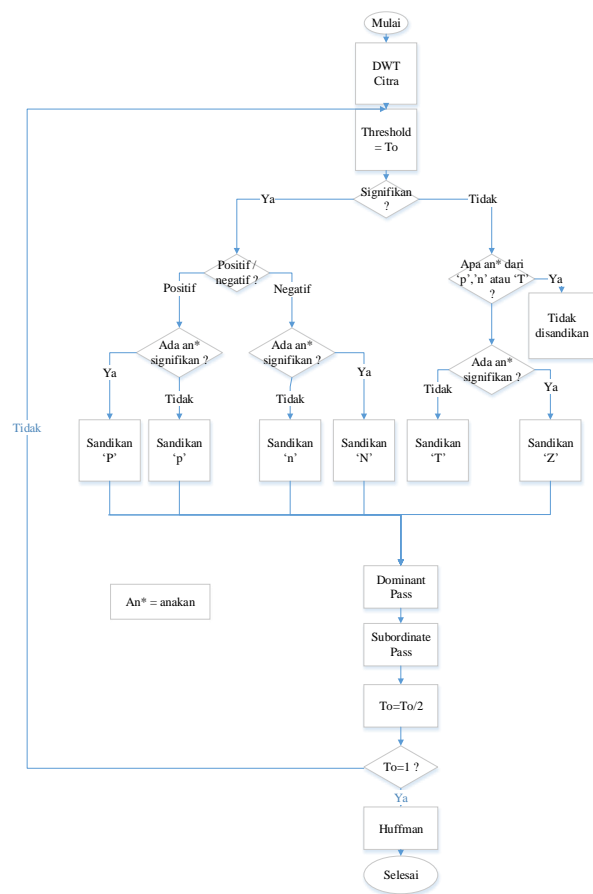 Mulai
DWT
Citra
Threshold
= To
Signifikan
?
Ya
Tidak
Positif /
negatif ?
Apa an* dari
‘p’,’n’ atau ‘T’
?
Ya
Positif
Negatif
Tidak
disandikan
Ada an*
signifikan ?
Ada an*
signifikan ?
Ada an*
signifikan ?
Ya
Tidak
Tidak
Ya
Tidak
Ya
Tidak
Sandikan
‘P’
Sandikan
‘p’
Sandikan
‘n’
Sandikan
‘N’
Sandikan
‘T’
Sandikan
‘Z’
An* = anakan
Dominant
Pass
Subordinate
Pass
To=To/2
To=1 ?
Ya
Huffman
Selesai